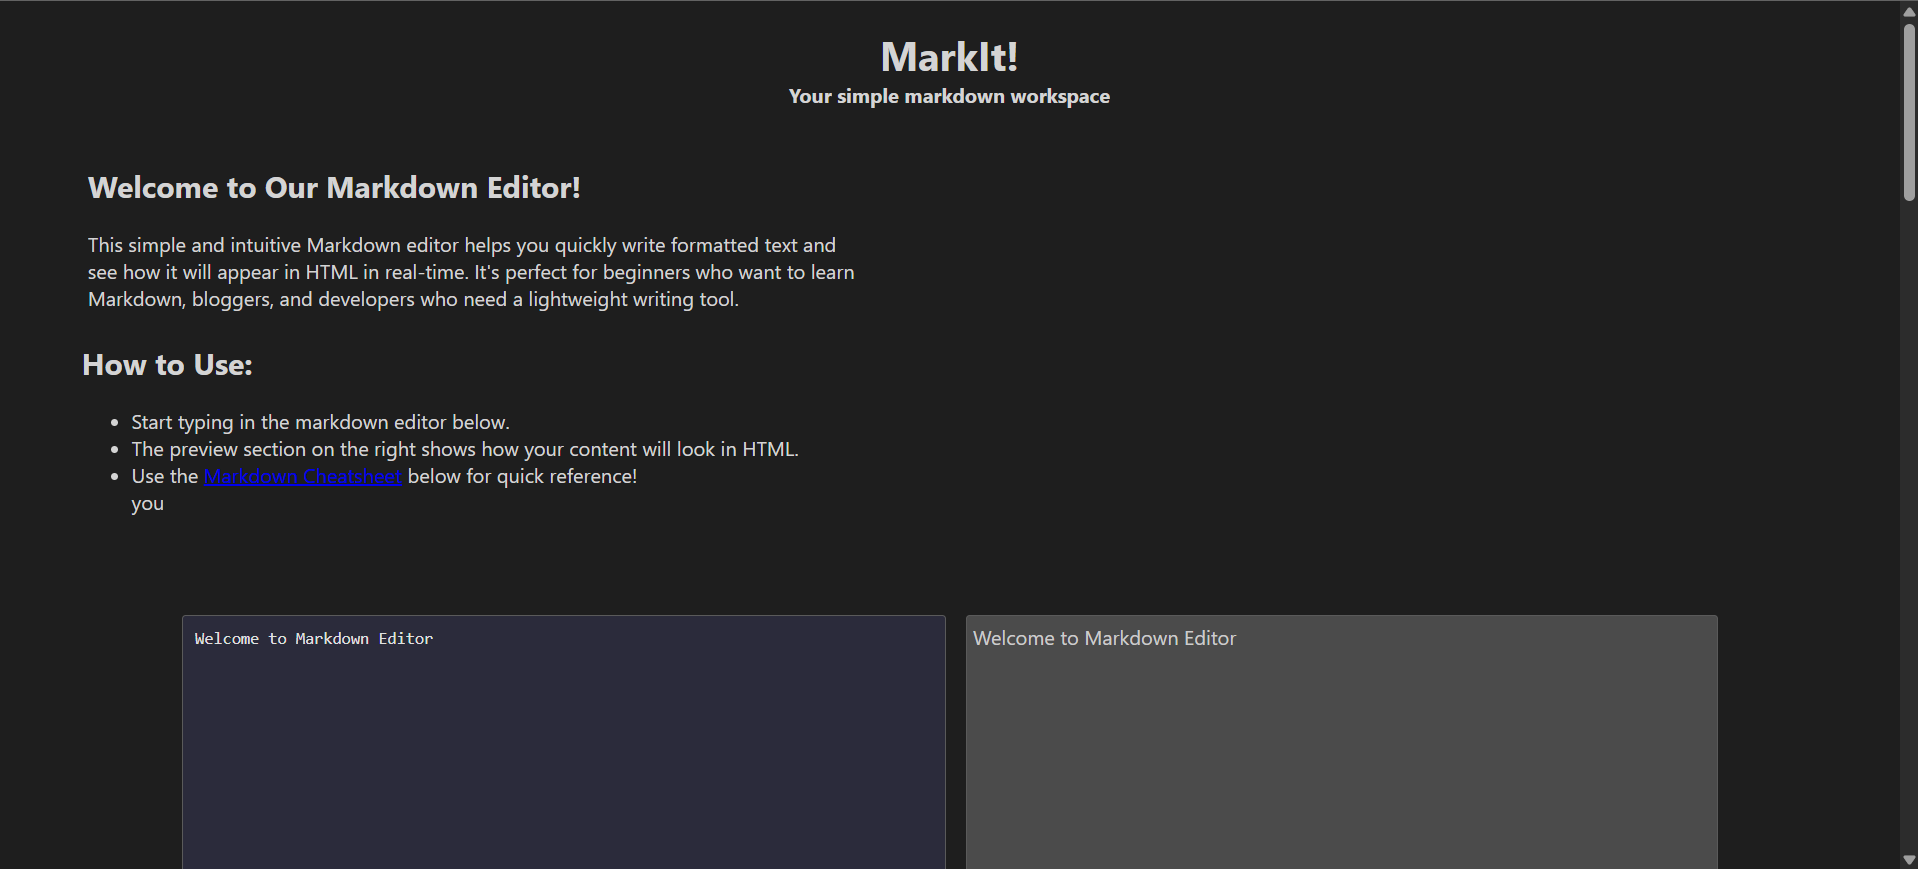 MarkIt!
Your simple markdown workspace
Welcome to Our Markdown Editor!
This simple and intuitive Markdown editor helps you quickly write formatted text and
see how it will appear in HTML in real-time. It's perfect for beginners who want to learn
Markdown, bloggers, and developers who need a lightweight writing tool.
How to Use:
• Start typing in the markdown editor below.
• The preview section on the right shows how your content will look in HTML.
• Use the Markdown Cheatsheet below for quick reference!
you
Welcome to Markdown Editor
Welcome to Markdown Editor